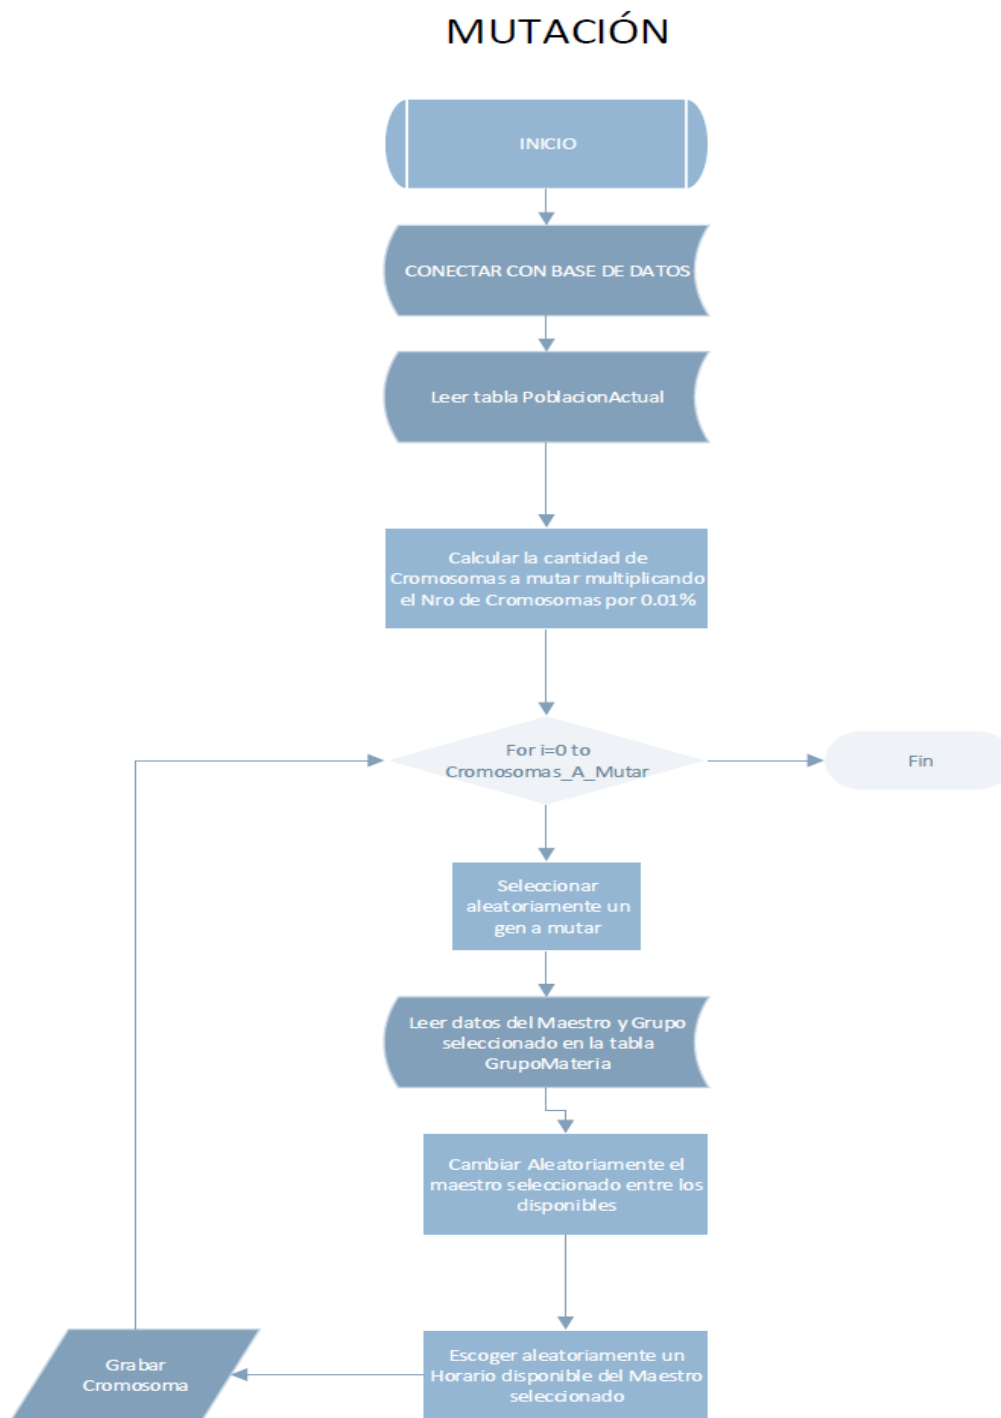 MUTACIÓN
INICIO
CONECTAR CON BASE DE DATOS
Leer tabla PoblacionActual
Calcular la cantidad de
Cromosomas a mutar multiplicando
el Nro de Cromosomas por 0.01%
For i=0 to
Cromosomas_A_Mutar
Fin
Seleccionar
aleatoriamente un
gen a mutar
Leer datos del Maestro y Grupo
seleccionado en la tabla
GrupoMateria
Cambiar Aleatoriamente el
maestro seleccionado entre los
disponibles
Escoger aleatoriamente un
Horario disponible del Maestro
seleccionado
Grabar
Cromosoma